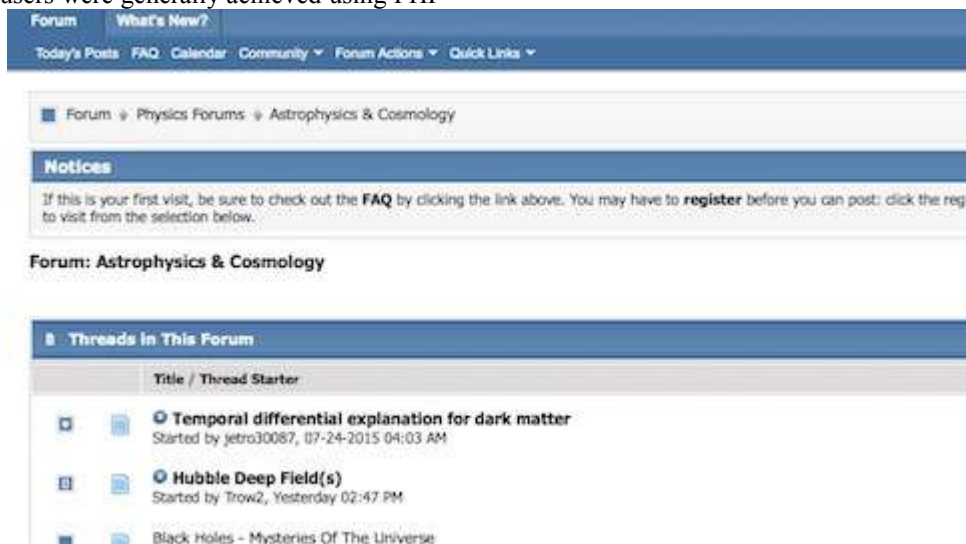 users were generally achieved using PHP
Forum What's New?
Today's Posts FAQ Calendar Community Forum Actions Quick Links
Forum Physics Forums Astrophysics & Cosmology
Notices
If this is your first visit, be sure to check out the FAQ by clicking the link above. You may have to register before you can post: click the reg
to visit from the selection below.
Forum: Astrophysics & Cosmology
Threads in This Forum
Title / Thread Starter
Temporal differential explanation for dark matter
Started by jetro30087, 07-24-2015 04:03 AM
Hubble Deep Field(s)
Started by Trow2, Yesterday 02:47 PM
Black Holes - Mysteries Of The Universe